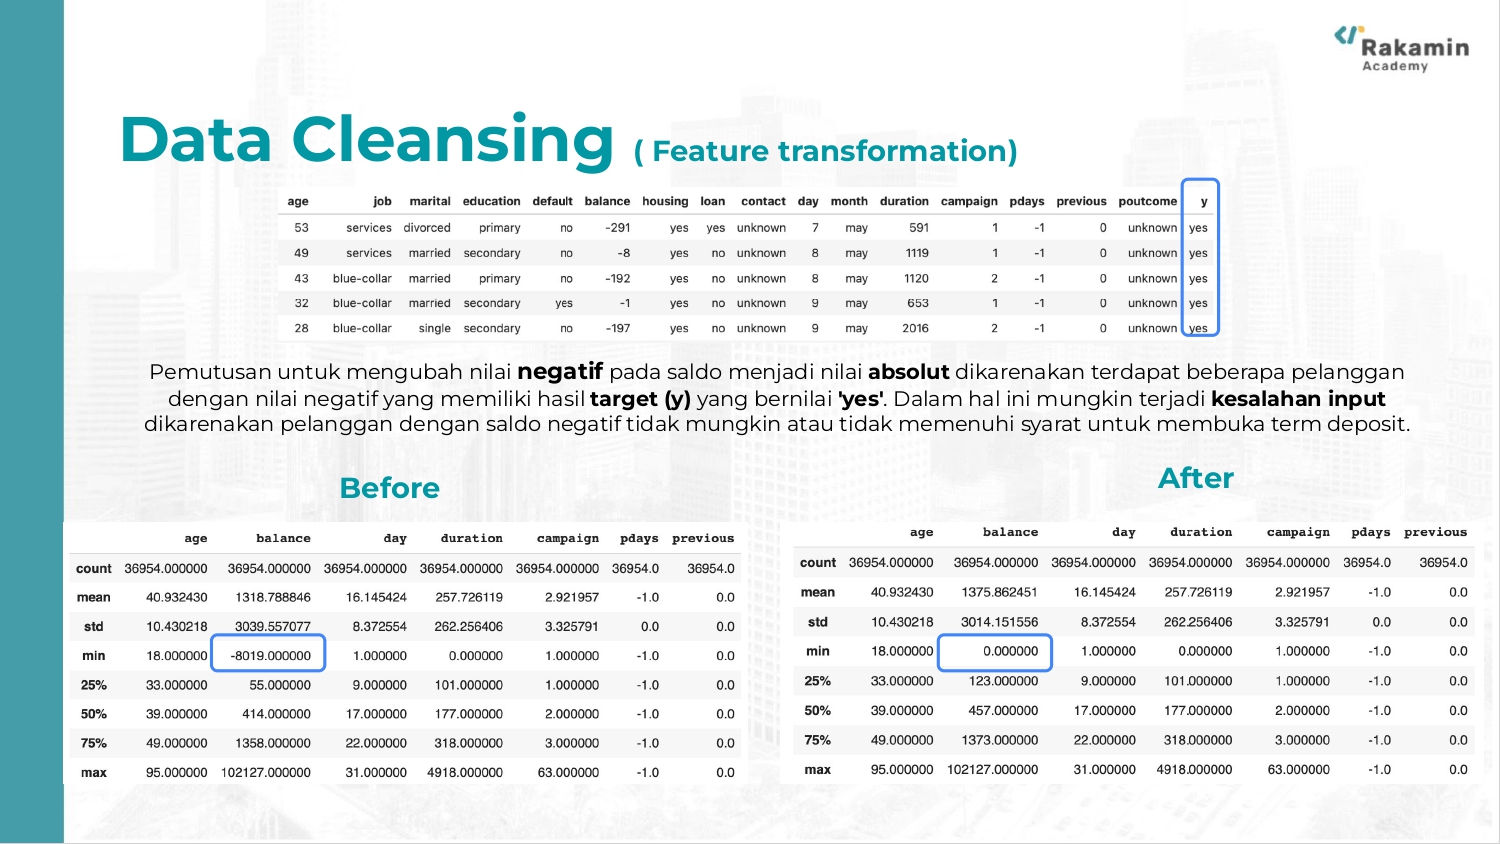 Rakamin
Academy
Data Cleansing ( Feature transformation)
age job marital education default balance housing loan contact day month duration campaign pdays previous poutcome y
53 services divorced primary no -291 yes yes unknown 7 may 591 1 -1 0 unknown yes
49 services married secondary no -8 yes no unknown 8 may 1119 1 -1 0 unknown yes
43 blue-collar married primary no -192 yes no unknown 8 may 1120 2 -1 0 unknown yes
32 blue-collar married secondary yes -1 yes no unknown 9 may 653 1 -1 0 unknown yes
28 blue-collar single secondary no -197 yes no unknown 9 may 2016 2 -1 0 unknown yes
Pemutusan untuk mengubah nilai negatif pada saldo menjadi nilai absolut dikarenakan terdapat beberapa pelanggan
dengan nilai negatif yang memiliki hasil target (y) yang bernilai 'yes'. Dalam hal ini mungkin terjadi kesalahan input
dikarenakan pelanggan dengan saldo negatif tidak mungkin atau tidak memenuhi syarat untuk membuka term deposit.
Before
age balance day duration campaign pdays previous
count 36954.000000 36954.000000 36954.000000 36954.000000 36954.000000 36954.0 36954.0
mean 40.932430 1318.788846 16.145424 257.726119 2.921957 -1.0 0.0
std 10.430218 3039.557077 8.372554 262.256406 3.325791 0.0 0.0
min 18.000000 -8019.000000 1.000000 0.000000 1.000000 -1.0 0.0
25% 33.000000 55.000000 9.000000 101.000000 1.000000 -1.0 0.0
50% 39.000000 414.000000 17.000000 177.000000 2.000000 -1.0 0.0
75% 49.000000 1358.000000 22.000000 318.000000 3.000000 -1.0 0.0
max 95.000000 102127.000000 31.000000 4918.000000 63.000000 -1.0 0.0
After
age balance day duration campaign pdays previous
count 36954.000000 36954.000000 36954.000000 36954.000000 36954.000000 36954.0 36954.0
mean 40.932430 1375.862451 16.145424 257.726119 2.921957 -1.0 0.0
std 10.430218 3014.151556 8.372554 262.256406 3.325791 0.0 0.0
min 18.000000 0.000000 1.000000 0.000000 1.000000 -1.0 0.0
25% 33.000000 123.000000 9.000000 101.000000 1.000000 -1.0 0.0
50% 39.000000 457.000000 17.000000 177.000000 2.000000 -1.0 0.0
75% 49.000000 1373.000000 22.000000 318.000000 3.000000 -1.0 0.0
max 95.000000 102127.000000 31.000000 4918.000000 63.000000 -1.0 0.0